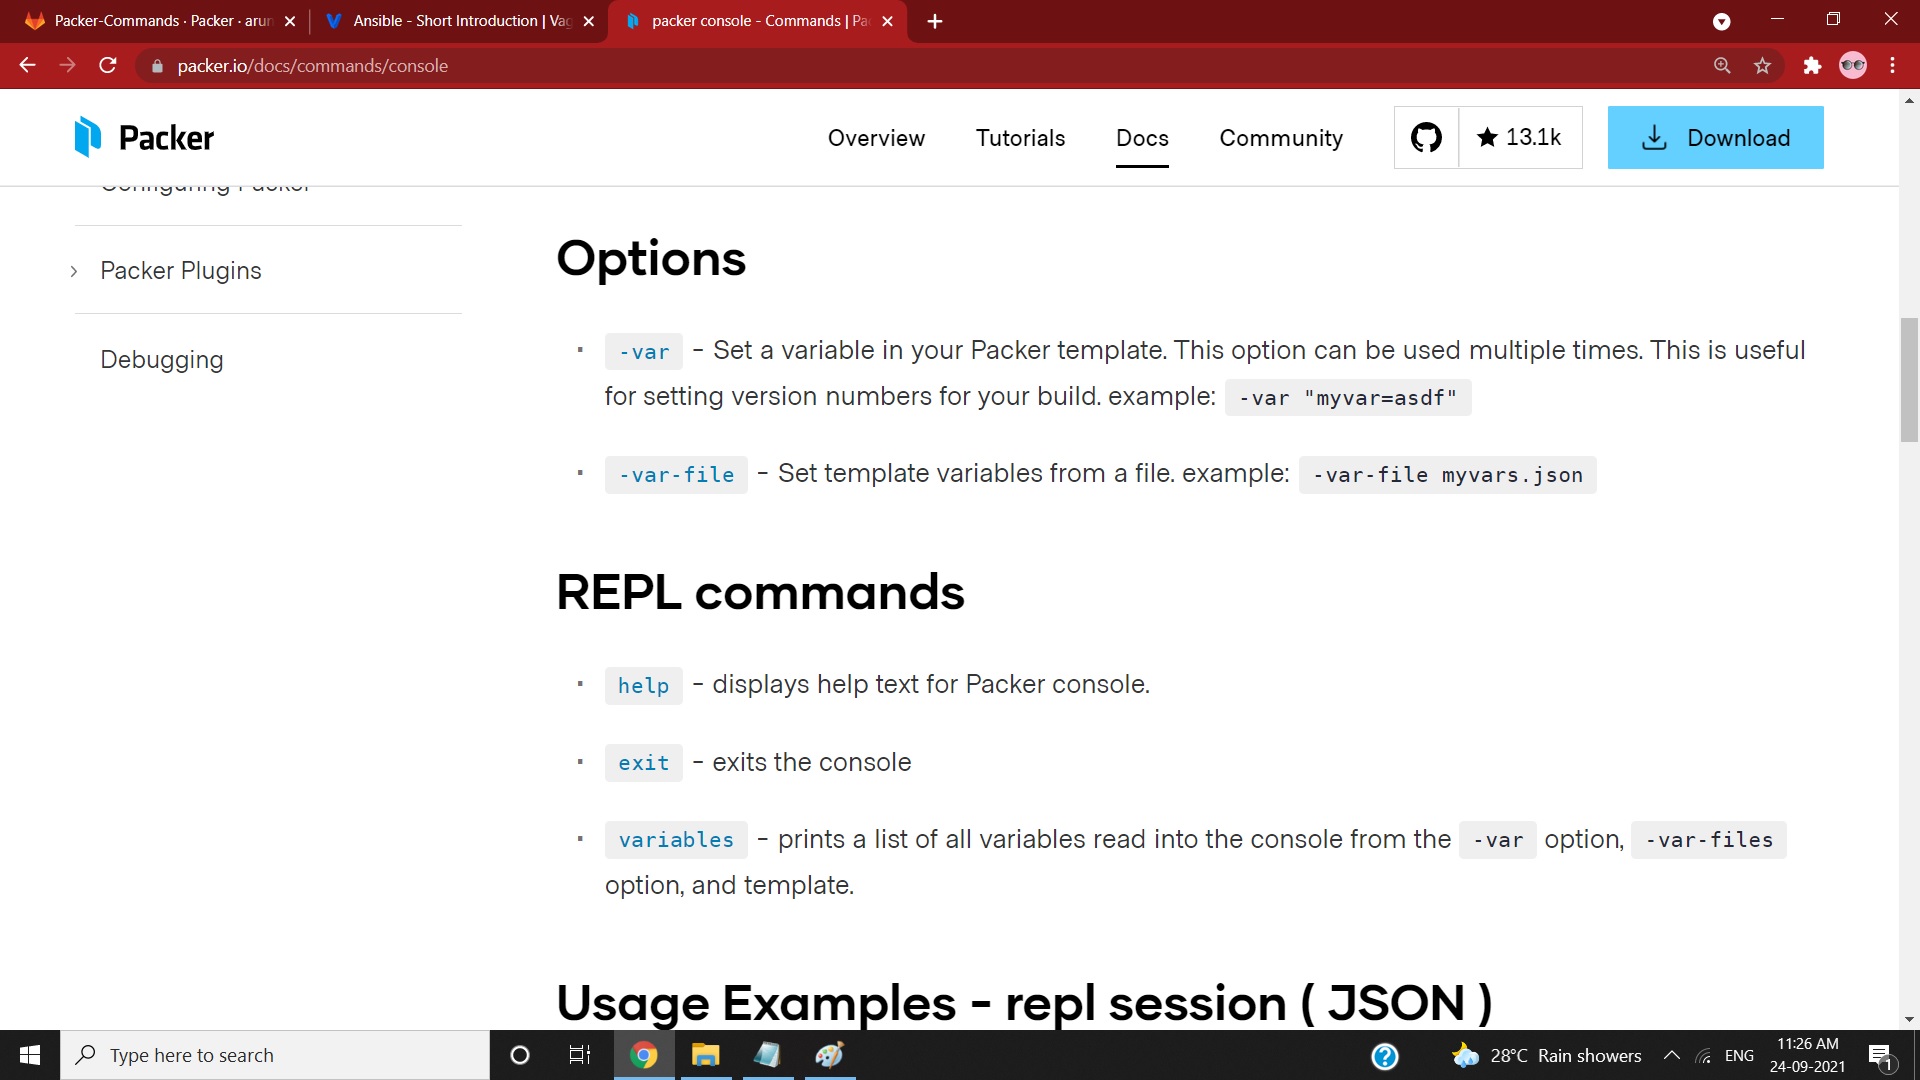 Packer-Commands · Packer · arun
Ansible - Short Introduction | Vag
packer console - Commands | Pa
packer.io/docs/commands/console
Packer
Overview
Tutorials
Docs
Community
13.1k
Download
Configuring Packer
Packer Plugins
Debugging
Options
-var - Set a variable in your Packer template. This option can be used multiple times. This is useful
for setting version numbers for your build. example: -var "myvar=asdf"
-var-file - Set template variables from a file. example: -var-file myvars.json
REPL commands
help - displays help text for Packer console.
exit - exits the console
variables - prints a list of all variables read into the console from the -var option, -var-files
option, and template.
Usage Examples - repl session ( JSON )
Type here to search
28°C Rain showers
ENG
11:26 AM
24-09-2021
1